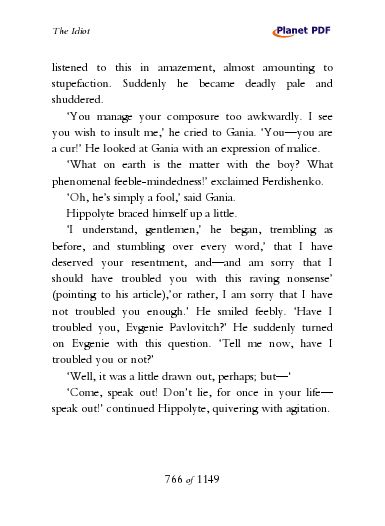 The Idiot
Planet PDF
listened to this in amazement, almost amounting to
stupefaction. Suddenly he became deadly pale and
shuddered.
‘You manage your composure too awkwardly. I see
you wish to insult me,’ he cried to Gania. ‘You—you are
a cur!’ He looked at Gania with an expression of malice.
‘What on earth is the matter with the boy? What
phenomenal feeble-mindedness!’ exclaimed Ferdishenko.
‘Oh, he’s simply a fool,’ said Gania.
Hippolyte braced himself up a little.
‘I understand, gentlemen,’ he began, trembling as
before, and stumbling over every word,’ that I have
deserved your resentment, and—and am sorry that I
should have troubled you with this raving nonsense’
(pointing to his article),’or rather, I am sorry that I have
not troubled you enough.’ He smiled feebly. ‘Have I
troubled you, Evgenie Pavlovitch?’ He suddenly turned
on Evgenie with this question. ‘Tell me now, have I
troubled you or not?’
‘Well, it was a little drawn out, perhaps; but—‘
‘Come, speak out! Don’t lie, for once in your life—
speak out!’ continued Hippolyte, quivering with agitation.
766 of 1149